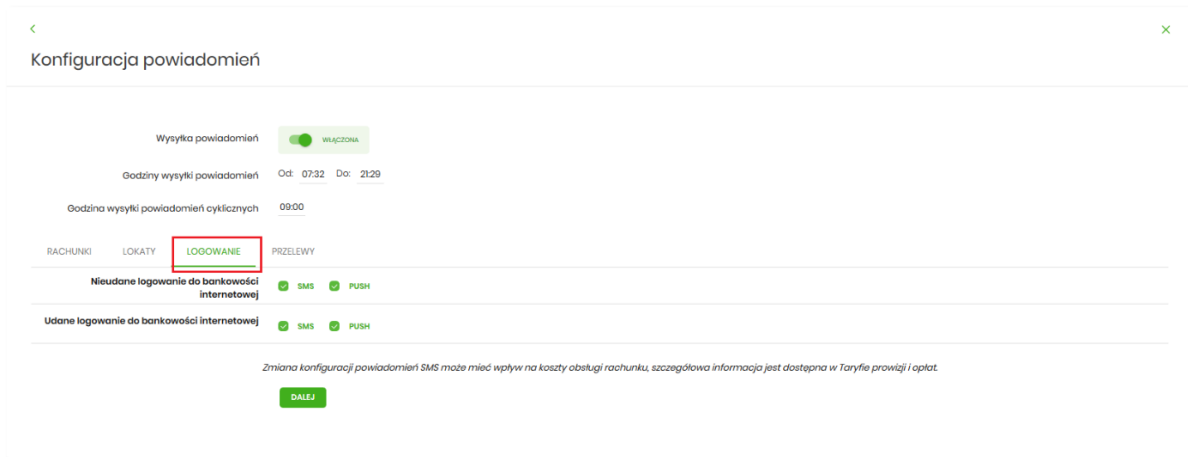 Konfiguracja powiadomień
Wysyłka powiadomień WŁĄCZONA
Godziny wysyłki powiadomień Od: 07:32 Do: 21:29
Godzina wysyłki powiadomień cyklicznych 09:00
RACHUNKI LOKATY LOGOWANIE PRZELEWY
Nieudane logowanie do bankowości
internetowej SMS PUSH
Udane logowanie do bankowości internetowej SMS PUSH
Zmiana konfiguracji powiadomień SMS może mieć wpływ na koszty obsługi rachunku, szczegółowa informacja jest dostępna w Taryfie prowizji i opłat.
DALEJ